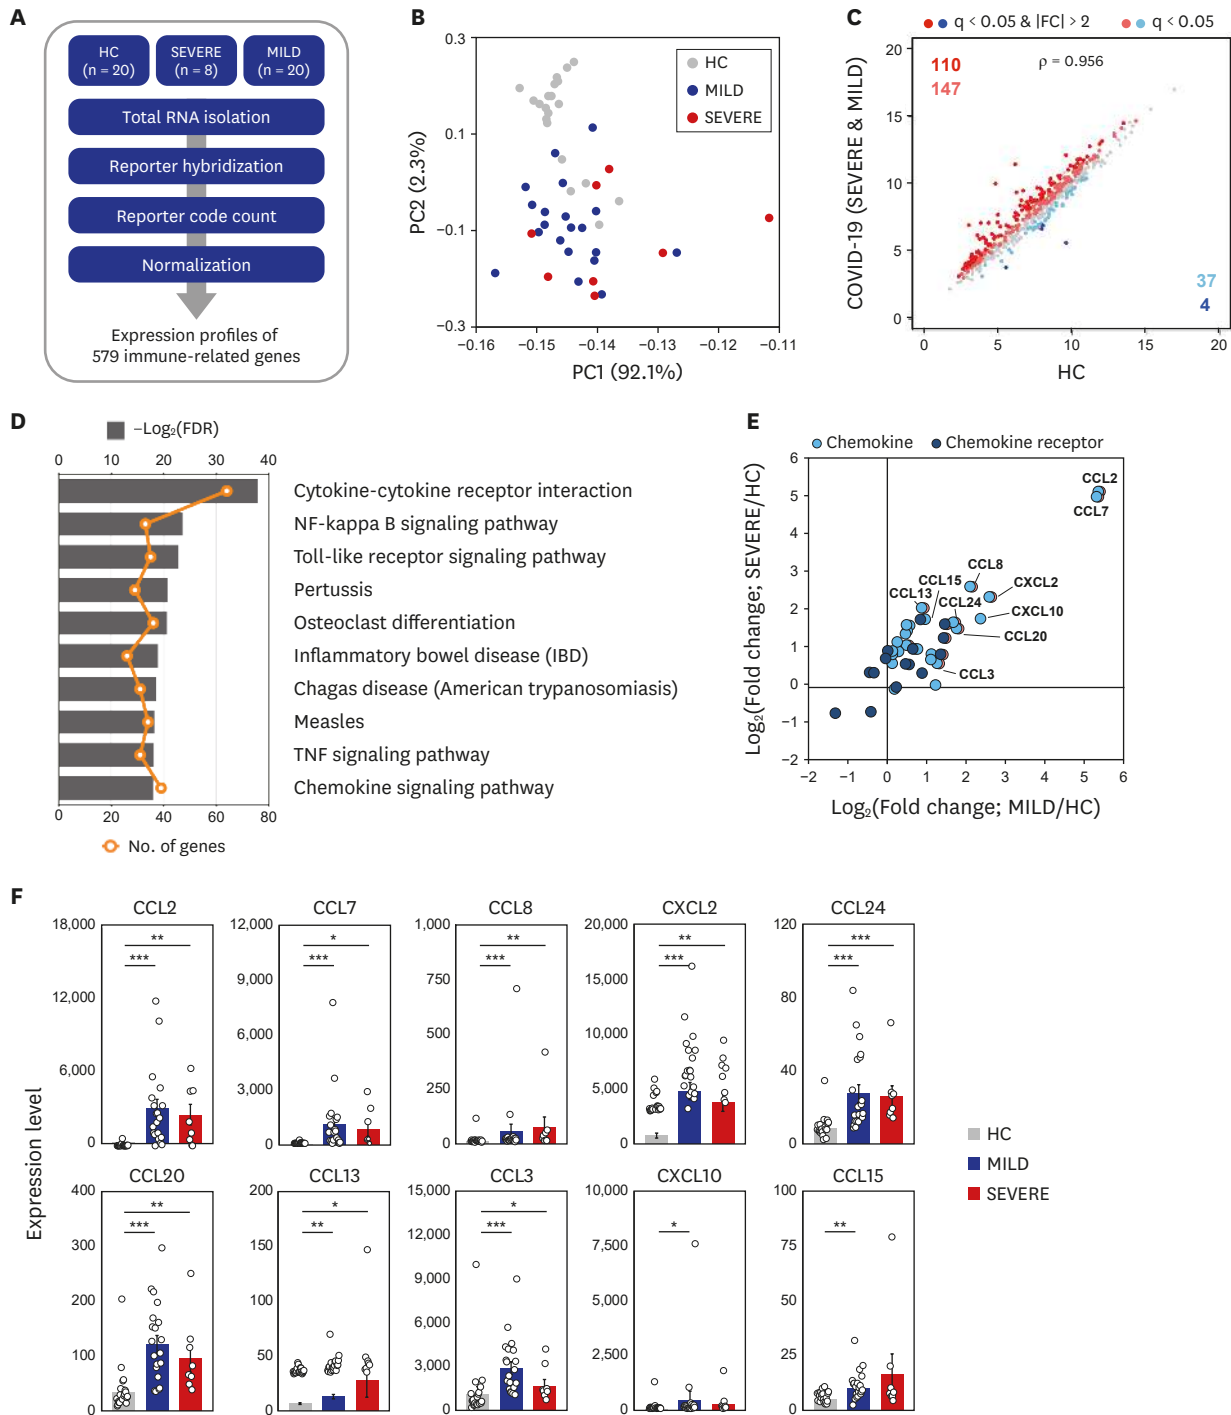 A
HC
(n = 20)
SEVERE
(n = 8)
MILD
(n = 20)
Total RNA isolation
Reporter hybridization
Reporter code count
Normalization
Expression profiles of
579 immune-related genes
B
0.3
0.1
−0.1
−0.3
PC2 (2.3%)
HC
MILD
SEVERE
−0.16
−0.15
−0.14
−0.13
−0.12
−0.11
PC1 (92.1%)
C
q < 0.05 & |FC| > 2
q < 0.05
COVID-19 (SEVERE & MILD)
20
15
10
5
0
110
147
ρ = 0.956
37
4
0
5
10
15
20
HC
D
−Log₂(FDR)
0
10
20
30
40
Cytokine-cytokine receptor interaction
NF-kappa B signaling pathway
Toll-like receptor signaling pathway
Pertussis
Osteoclast differentiation
Inflammatory bowel disease (IBD)
Chagas disease (American trypanosomiasis)
Measles
TNF signaling pathway
Chemokine signaling pathway
0
20
40
60
80
No. of genes
E
Chemokine
Chemokine receptor
Log₂(Fold change; SEVERE/HC)
6
5
4
3
2
1
0
−1
−2
CCL2
CCL7
CCL8
CCL15
CXCL2
CCL13
CCL24
CXCL10
CCL20
CCL3
−2
−1
0
1
2
3
4
5
6
Log₂(Fold change; MILD/HC)
F
Expression level
CCL2
18,000
12,000
6,000
0
**
***
CCL7
12,000
9,000
6,000
3,000
0
*
***
CCL8
1,000
750
500
250
0
**
***
CXCL2
20,000
15,000
10,000
5,000
0
**
***
CCL24
120
80
40
0
***
***
HC
MILD
SEVERE
CCL20
400
300
200
100
0
**
***
CCL13
200
150
100
50
0
*
**
CCL3
15,000
12,000
9,000
6,000
3,000
0
*
***
CXCL10
10,000
7,500
5,000
2,500
0
*
CCL15
100
75
50
25
0
**